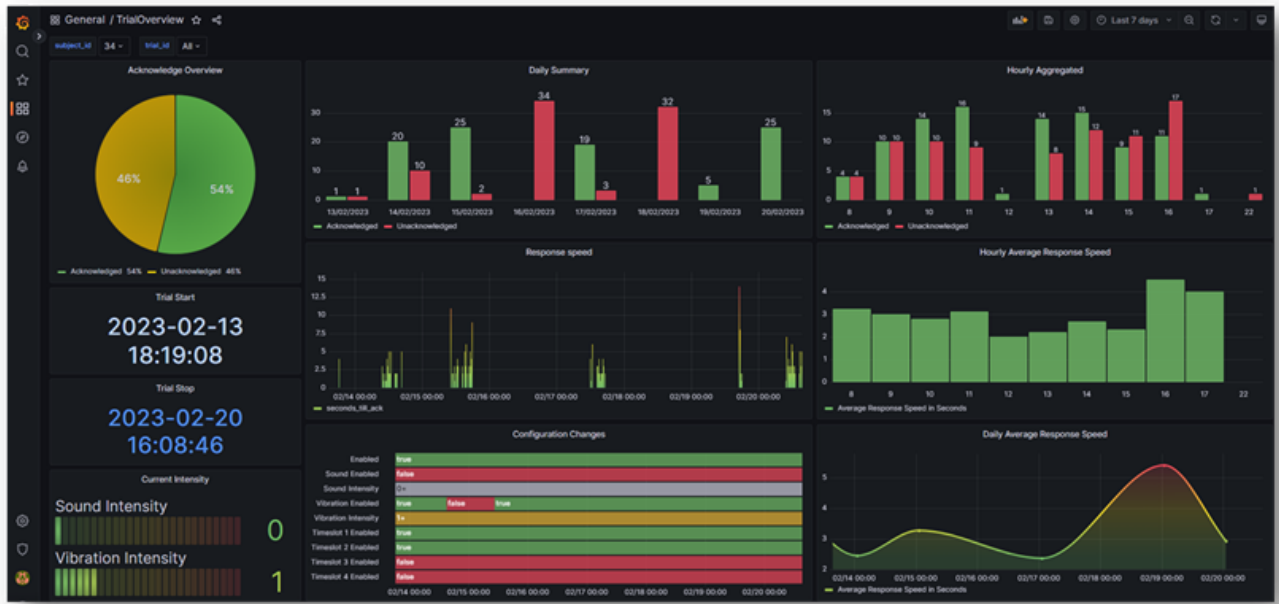 General / TrialOverview
Last 7 days
subject_id 34 trial_id All
Acknowledge Overview
46%
54%
Acknowledged 54% Unacknowledged 46%
Trial Start
2023-02-13
18:19:08
Trial Stop
2023-02-20
16:08:46
Current Intensity
Sound Intensity
0
Vibration Intensity
1
Daily Summary
30
20
10
0
1 1 20 10 25 2 34 19 3 32 5 25
13/02/2023 14/02/2023 15/02/2023 16/02/2023 17/02/2023 18/02/2023 19/02/2023 20/02/2023
Acknowledged Unacknowledged
Response speed
15
12.5
10
7.5
5
2.5
0
02/14 00:00 02/15 00:00 02/16 00:00 02/17 00:00 02/18 00:00 02/19 00:00 02/20 00:00
seconds_till_ack
Configuration Changes
Enabled true
Sound Enabled false
Sound Intensity 0+
Vibration Enabled true false true
Vibration Intensity 1+
Timeslot 1 Enabled true
Timeslot 2 Enabled true
Timeslot 3 Enabled false
Timeslot 4 Enabled false
02/14 00:00 02/15 00:00 02/16 00:00 02/17 00:00 02/18 00:00 02/19 00:00 02/20 00:00
Hourly Aggregated
15
10
5
0
4 4 10 10 14 10 16 9 1 14 8 15 12 9 11 11 17 1 1
8 9 10 11 12 13 14 15 16 17 22
Acknowledged Unacknowledged
Hourly Average Response Speed
4
3
2
1
0
8 9 10 11 12 13 14 15 16 17 22
Average Response Speed in Seconds
Daily Average Response Speed
5
4
3
2
02/14 00:00 02/15 00:00 02/16 00:00 02/17 00:00 02/18 00:00 02/19 00:00 02/20 00:00
Average Response Speed in Seconds